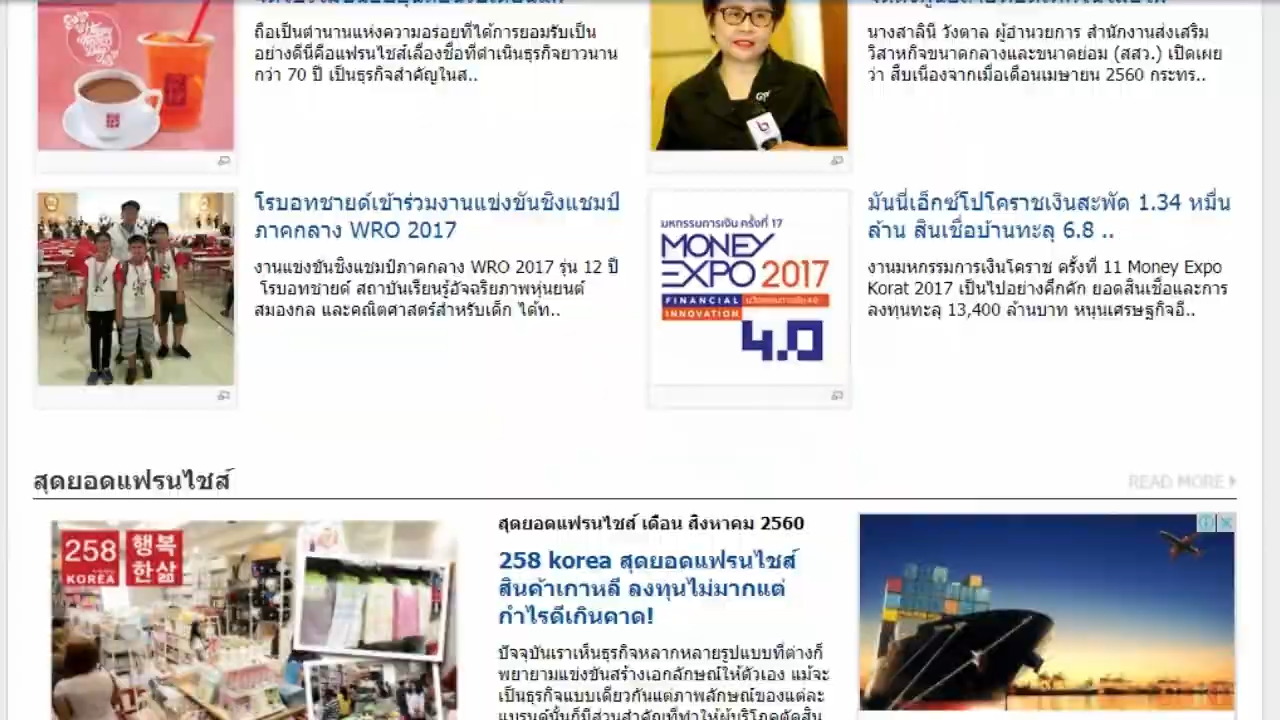 ถือเป็นตำนานแห่งความอร่อยที่ได้การยอมรับเป็น
อย่างดีนี่คือแฟรนไชส์เลื่องชื่อที่ดำเนินธุรกิจยาวนาน
กว่า 70 ปี เป็นธุรกิจสำคัญในส..
นางสาลินี วังตาล ผู้อำนวยการ สำนักงานส่งเสริม
วิสาหกิจขนาดกลางและขนาดย่อม (สสว.) เปิดเผย
ว่า สืบเนื่องจากเมื่อเดือนเมษายน 2560 กระทร..
โรบอทชายด์เข้าร่วมงานแข่งขันชิงแชมป์
ภาคกลาง WRO 2017
งานแข่งขันชิงแชมป์ภาคกลาง WRO 2017 รุ่น 12 ปี
โรบอทชายด์ สถาบันเรียนรู้อัจฉริยภาพหุ่นยนต์
สมองกล และคณิตศาสตร์สำหรับเด็ก ได้ท..
มหกรรมการเงิน ครั้งที่ 17
MONEY
EXPO 2017
FINANCIAL
INNOVATION
4.0
มันนี่เอ็กซ์โปโคราชเงินสะพัด 1.34 หมื่น
ล้าน สินเชื่อบ้านทะลุ 6.8 ..
งานมหกรรมการเงินโคราช ครั้งที่ 11 Money Expo
Korat 2017 เป็นไปอย่างคึกคัก ยอดสินเชื่อและการ
ลงทุนทะลุ 13,400 ล้านบาท หนุนเศรษฐกิจอี..
สุดยอดแฟรนไชส์
READ MORE
258
KOREA
행복
한삶
สุดยอดแฟรนไชส์ เดือน สิงหาคม 2560
258 korea สุดยอดแฟรนไชส์
สินค้าเกาหลี ลงทุนไม่มากแต่
กำไรดีเกินคาด!
ปัจจุบันเราเห็นธุรกิจหลากหลายรูปแบบที่ต่างก็
พยายามแข่งขันสร้างเอกลักษณ์ให้ตัวเอง แม้จะ
เป็นธุรกิจแบบเดียวกันแต่ภาพลักษณ์ของแต่ละ
แบรนด์นั้นก็มีส่วนสำคัญที่ทำให้ผู้บริโภคตัดสิน